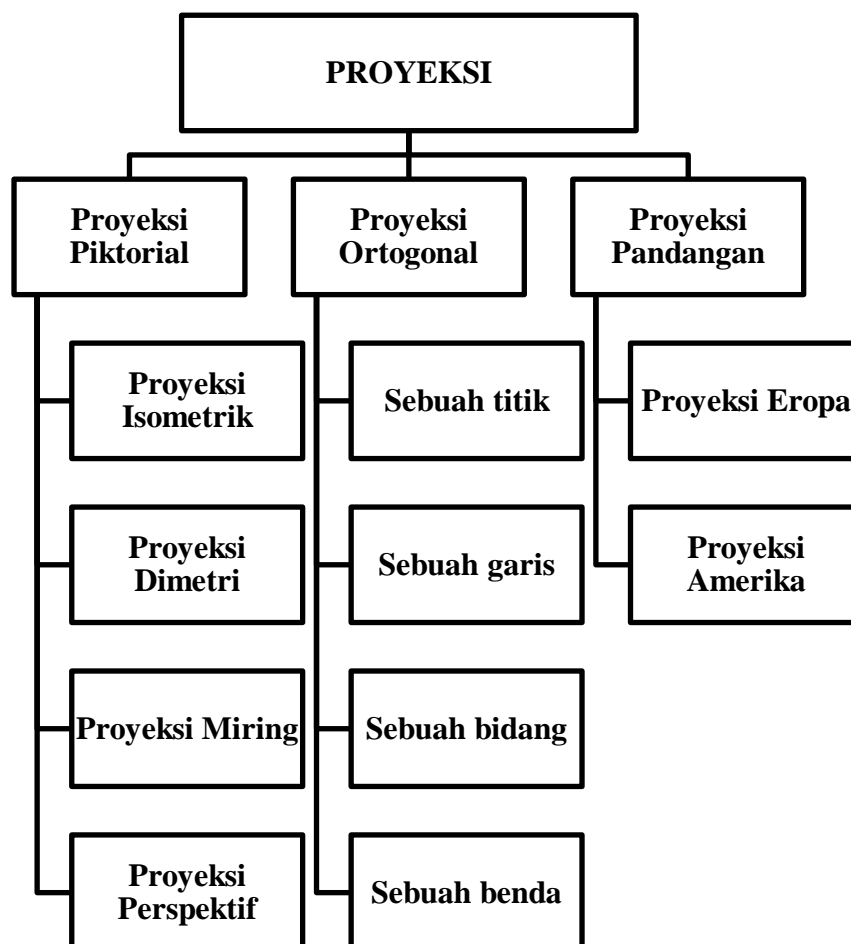 PROYEKSI
Proyeksi
Piktorial
Proyeksi
Ortogonal
Proyeksi
Pandangan
Proyeksi
Isometrik
Sebuah titik
Proyeksi Eropa
Proyeksi
Dimetri
Sebuah garis
Proyeksi
Amerika
Proyeksi Miring
Sebuah bidang
Proyeksi
Perspektif
Sebuah benda